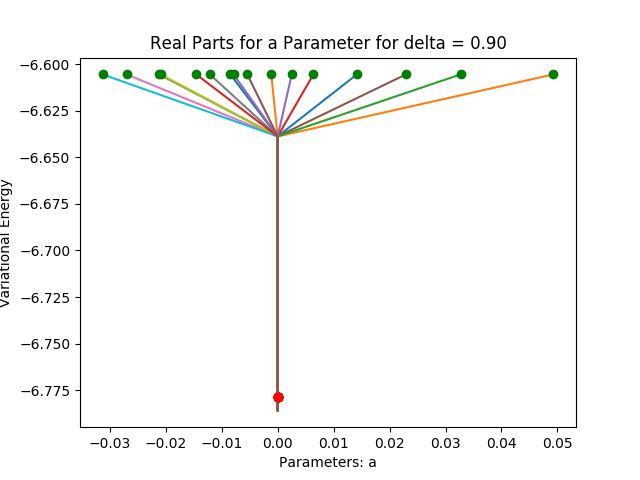 Real Parts for a Parameter for delta = 0.90
−6.600
−6.625
−6.650
−6.675
−6.700
−6.725
−6.750
−6.775
Variational Energy
−0.03 −0.02 −0.01 0.00 0.01 0.02 0.03 0.04 0.05
Parameters: a